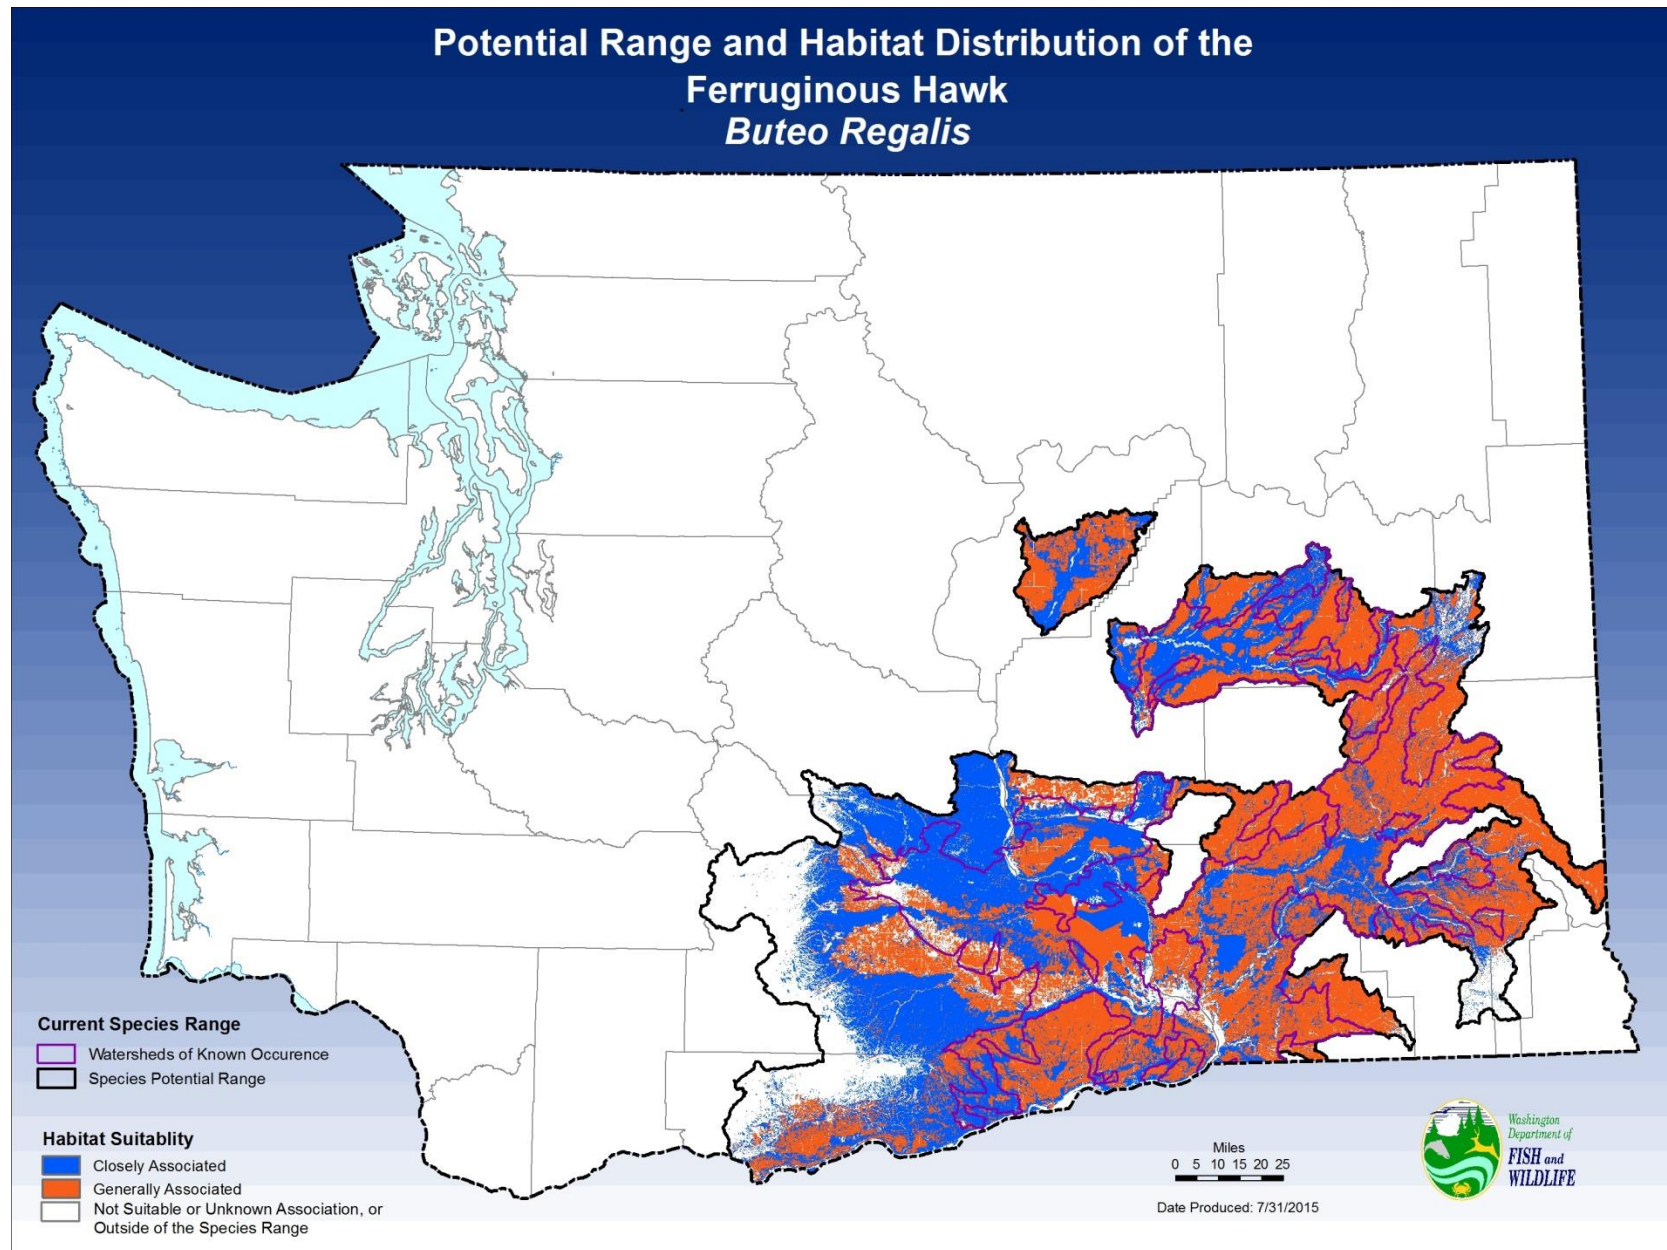 Potential Range and Habitat Distribution of the
Ferruginous Hawk
Buteo Regalis
Current Species Range
Watersheds of Known Occurence
Species Potential Range
Habitat Suitablity
Closely Associated
Generally Associated
Not Suitable or Unknown Association, or
Outside of the Species Range
Miles
0 5 10 15 20 25
Date Produced: 7/31/2015
Washington
Department of
FISH and
WILDLIFE